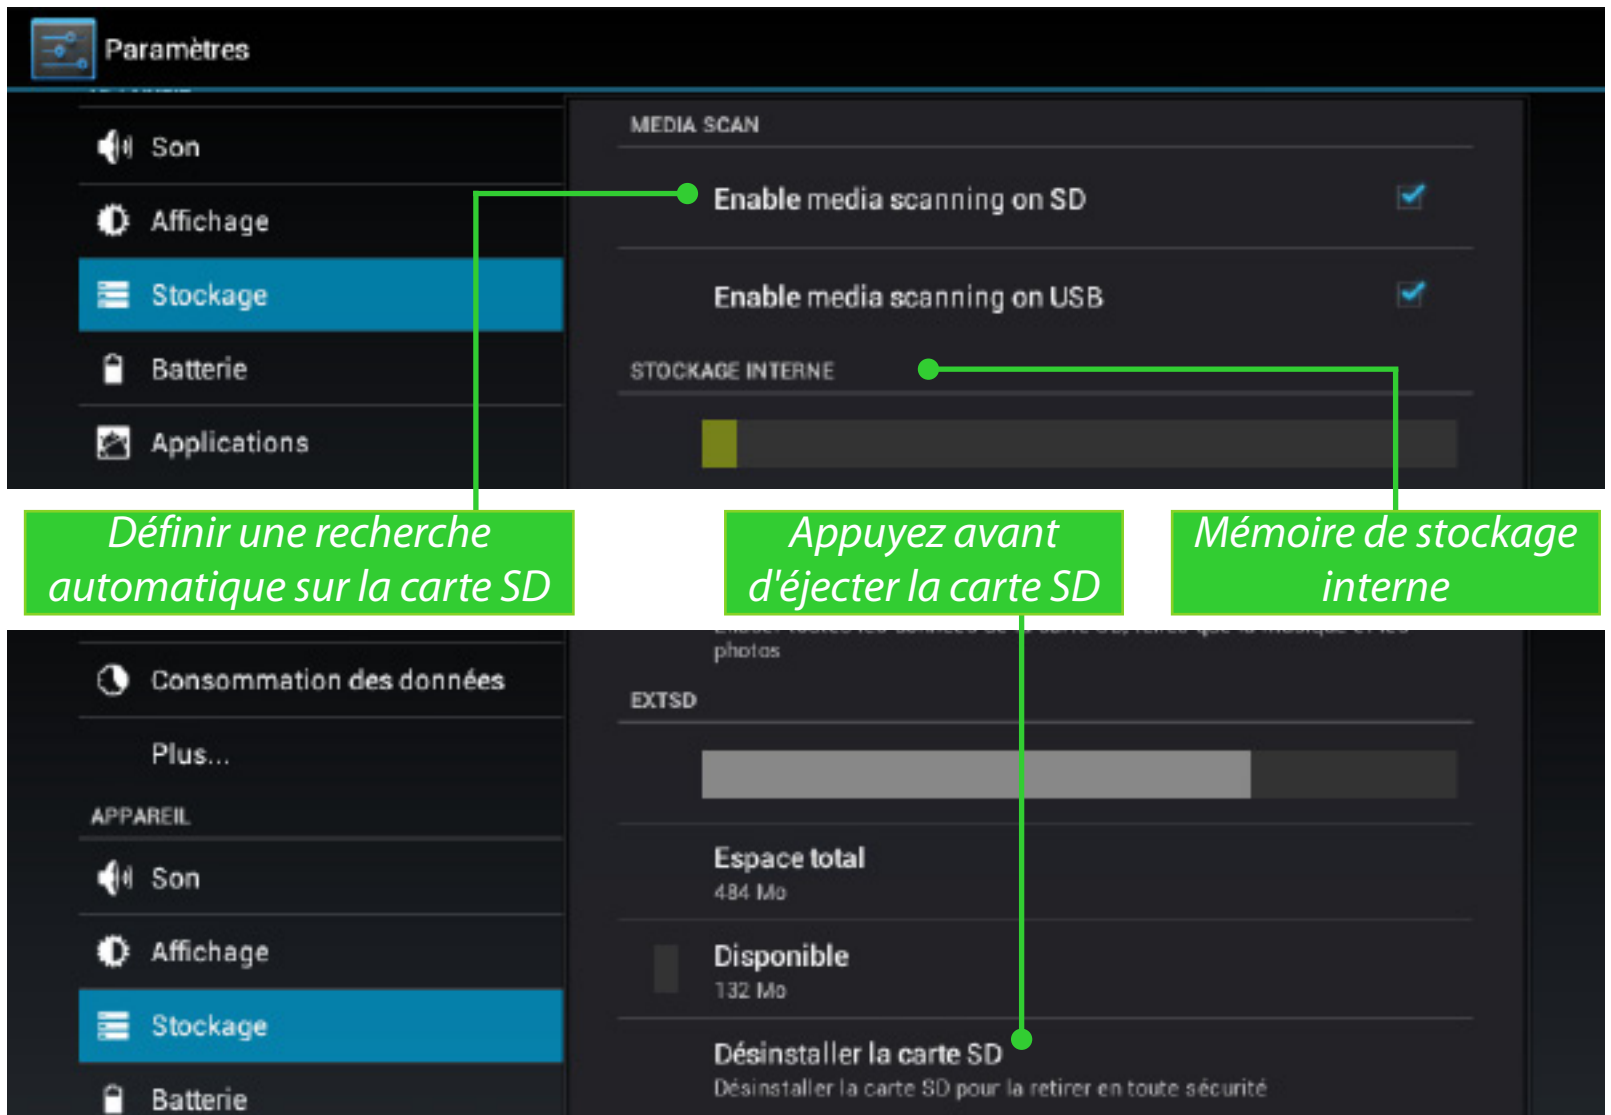 Paramètres
Son
Affichage
Stockage
Batterie
Applications
MEDIA SCAN
Enable media scanning on SD
Enable media scanning on USB
STOCKAGE INTERNE
Définir une recherche
automatique sur la carte SD
Appuyez avant
d'éjecter la carte SD
Mémoire de stockage
interne
Consommation des données
Plus...
APPAREIL
Son
Affichage
Stockage
Batterie
photos
EXTSD
Espace total
484 Mo
Disponible
132 Mo
Désinstaller la carte SD
Désinstaller la carte SD pour la retirer en toute sécurité